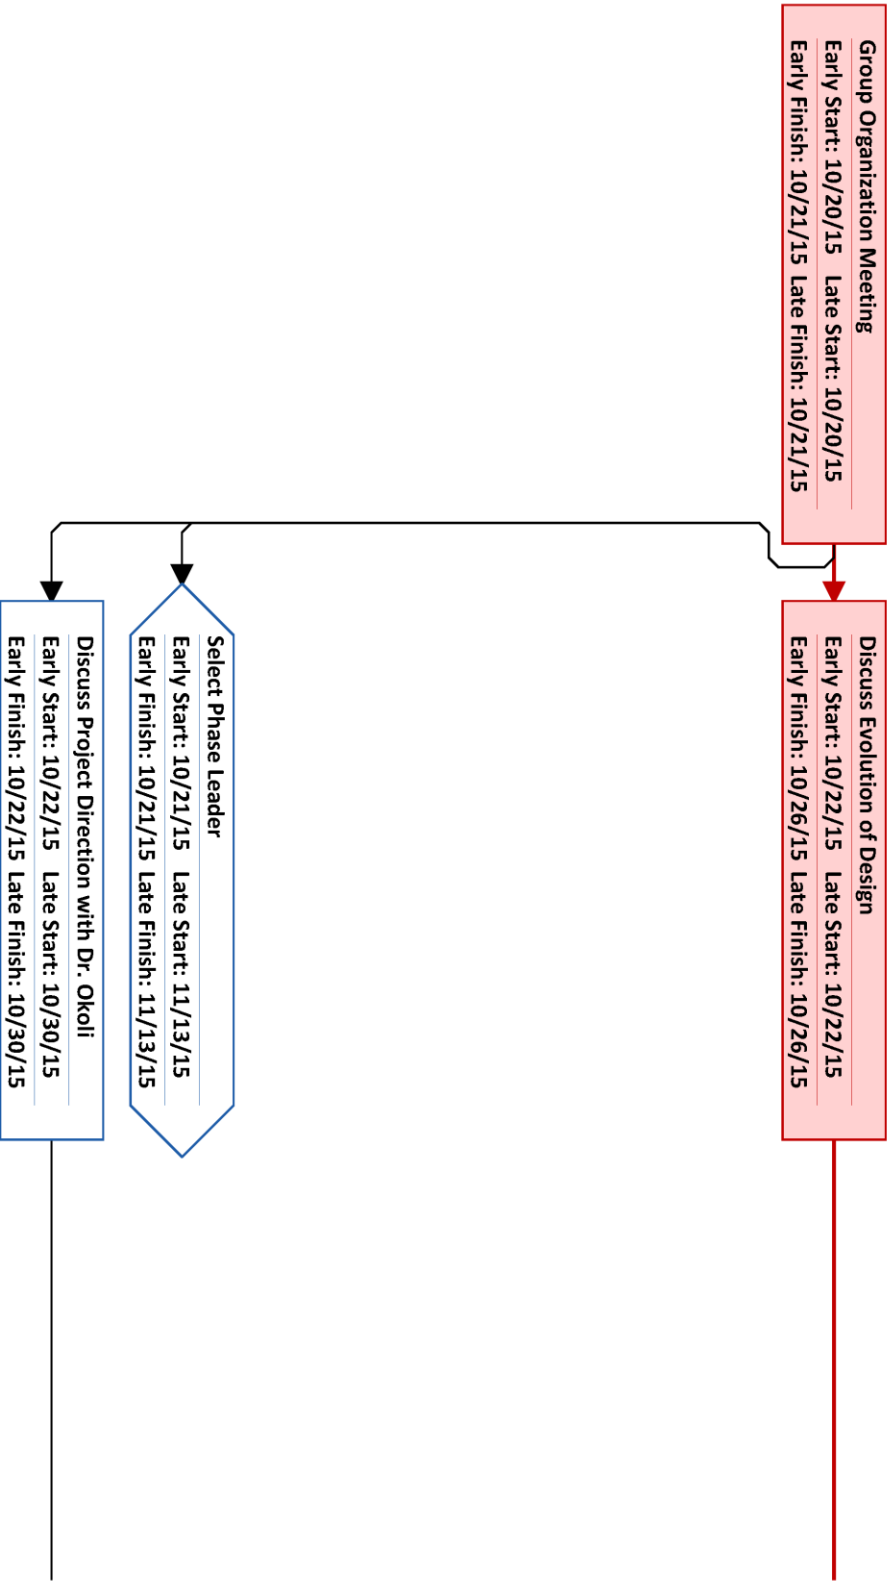 Group Organization Meeting
Early Start: 10/20/15 Late Start: 10/20/15
Early Finish: 10/21/15 Late Finish: 10/21/15
Discuss Evolution of Design
Early Start: 10/22/15 Late Start: 10/22/15
Early Finish: 10/26/15 Late Finish: 10/26/15
Select Phase Leader
Early Start: 10/21/15 Late Start: 11/13/15
Early Finish: 10/21/15 Late Finish: 11/13/15
Discuss Project Direction with Dr. Okoli
Early Start: 10/22/15 Late Start: 10/30/15
Early Finish: 10/22/15 Late Finish: 10/30/15